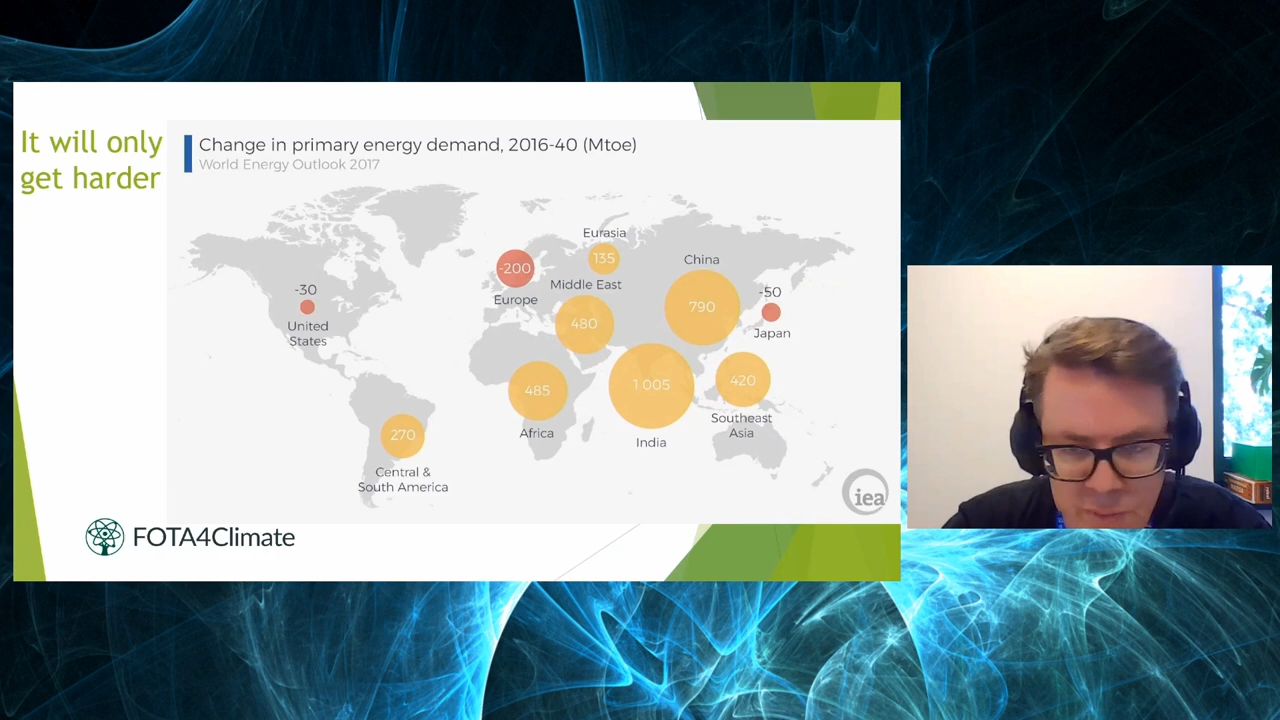 It will only
get harder
Change in primary energy demand, 2016-40 (Mtoe)
World Energy Outlook 2017
Eurasia
135
-200
Europe
China
790
Middle East
480
-30
United
States
-50
Japan
485
Africa
1 005
India
420
Southeast
Asia
270
Central &
South America
iea
FOTA4Climate